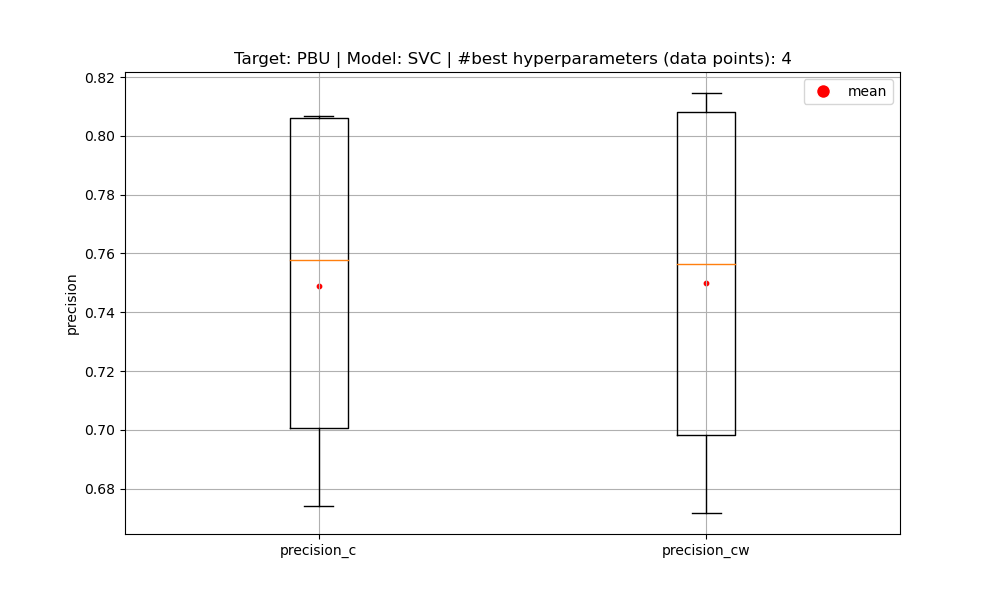 Target: PBU | Model: SVC | #best hyperparameters (data points): 4
mean
0.82
0.80
0.78
0.76
0.74
0.72
0.70
0.68
precision
precision_c
precision_cw